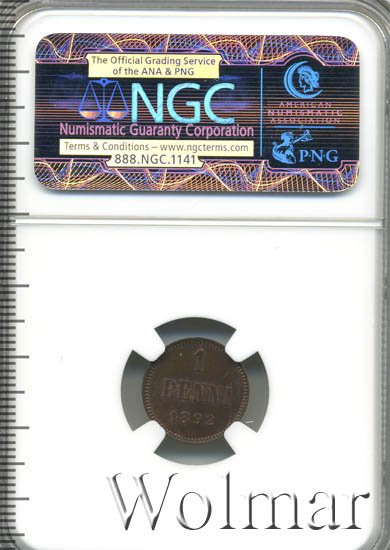 The Official Grading Service
of the ANA & PNG
NGC
Numismatic Guaranty Corporation
Terms & Conditions – www.ngcterms.com
888.NGC.1141
AMERICAN
NUMISMATIC
ASSOCIATION
P·N·G
1
PENNI
1892
Wolmar